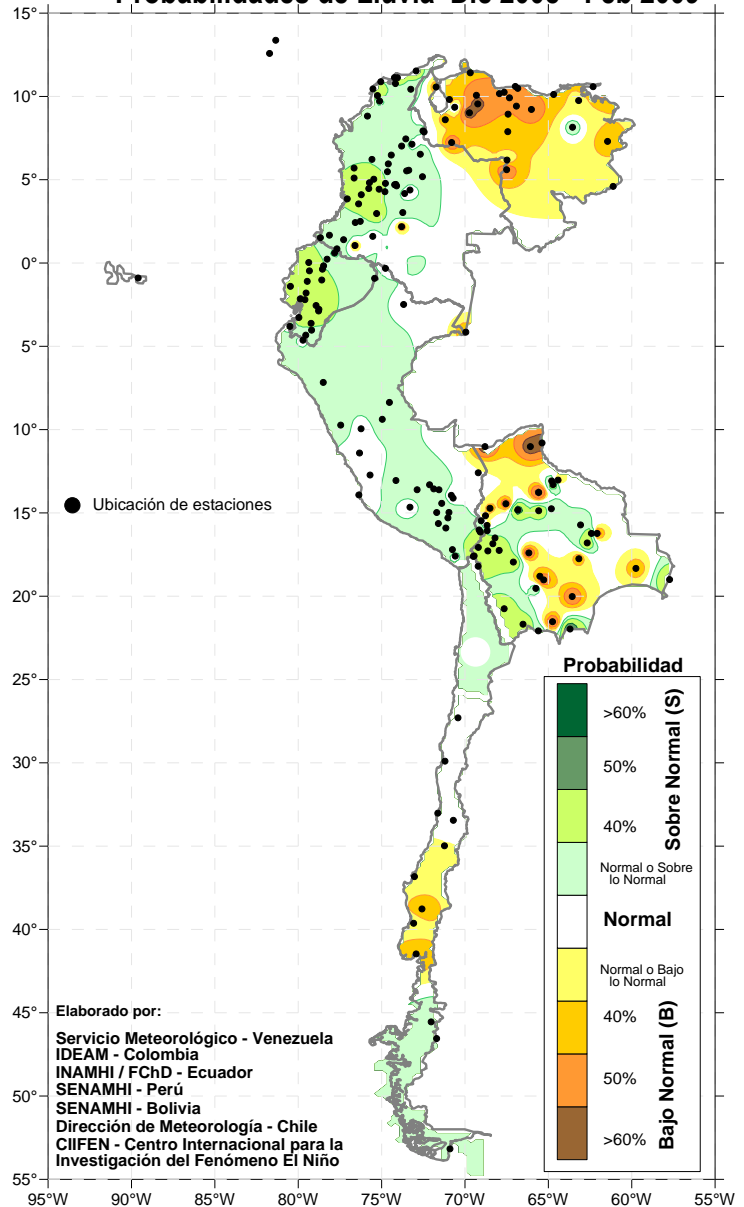 Probabilidades de Lluvia Dic 2008 - Feb 2009
15°
10°
5°
0°
5°
10°
15°
20°
25°
30°
35°
40°
45°
50°
55°
95°W
90°W
85°W
80°W
75°W
70°W
65°W
60°W
55°W
Ubicación de estaciones
Probabilidad
>60%
50%
40%
Normal o Sobre
lo Normal
Normal
Normal o Bajo
lo Normal
40%
50%
>60%
Sobre Normal (S)
Bajo Normal (B)
Elaborado por:
Servicio Meteorológico - Venezuela
IDEAM - Colombia
INAMHI / FChD - Ecuador
SENAMHI - Perú
SENAMHI - Bolivia
Dirección de Meteorología - Chile
CIIFEN - Centro Internacional para la
Investigación del Fenómeno El Niño